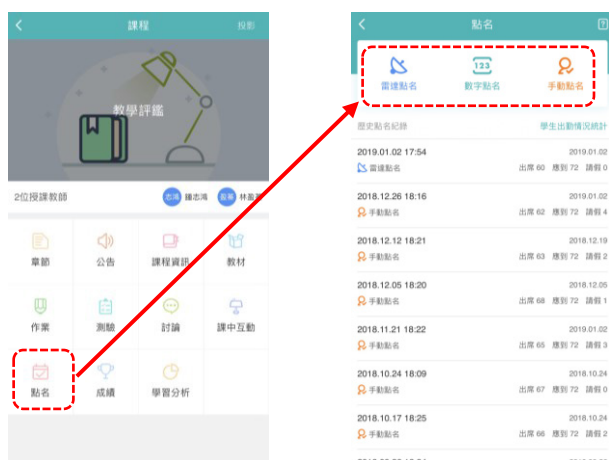 課程
投影
教學評鑑
2位授課教師
志鴻 鍾志鴻
林盈
章節 公告 課程資訊 教材
作業 測驗 討論 課中互動
點名 成績 學習分析
點名
?
123
雷達點名 數字點名 手動點名
歷史點名紀錄 學生出勤情況統計
2019.01.02 17:54 2019.01.02
雷達點名 出席 60 應到 72 請假 0
2018.12.26 18:16 2019.01.02
手動點名 出席 62 應到 72 請假 4
2018.12.12 18:21 2018.12.19
手動點名 出席 63 應到 72 請假 2
2018.12.05 18:20 2018.12.05
手動點名 出席 68 應到 72 請假 1
2018.11.21 18:22 2019.01.02
手動點名 出席 65 應到 72 請假 3
2018.10.24 18:09 2018.10.24
手動點名 出席 67 應到 72 請假 0
2018.10.17 18:25 2018.10.24
手動點名 出席 66 應到 72 請假 2